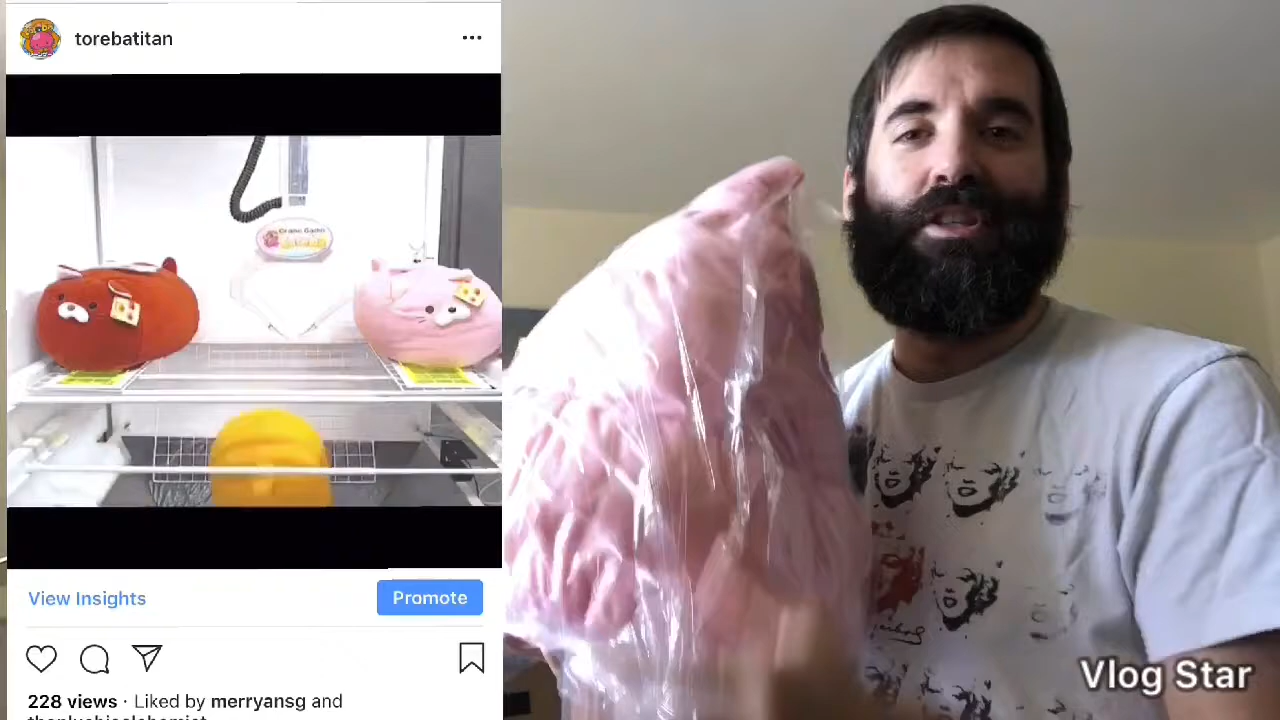 torebatitan
View Insights
Promote
228 views · Liked by merryansg and
Vlog Star